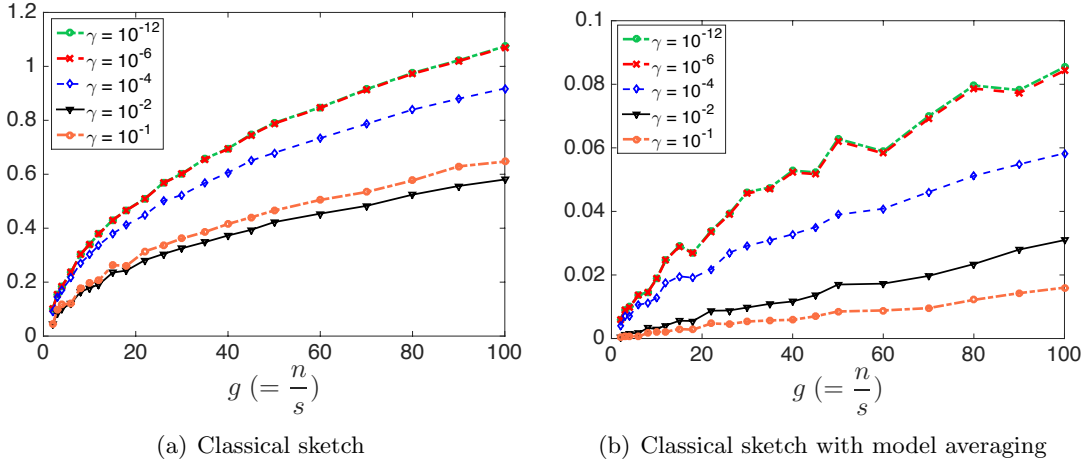 1.2
1
0.8
0.6
0.4
0.2
0
γ = 10⁻¹²
γ = 10⁻⁶
γ = 10⁻⁴
γ = 10⁻²
γ = 10⁻¹
0 20 40 60 80 100
g (= n/s)
(a) Classical sketch
0.1
0.08
0.06
0.04
0.02
0
γ = 10⁻¹²
γ = 10⁻⁶
γ = 10⁻⁴
γ = 10⁻²
γ = 10⁻¹
0 20 40 60 80 100
g (= n/s)
(b) Classical sketch with model averaging